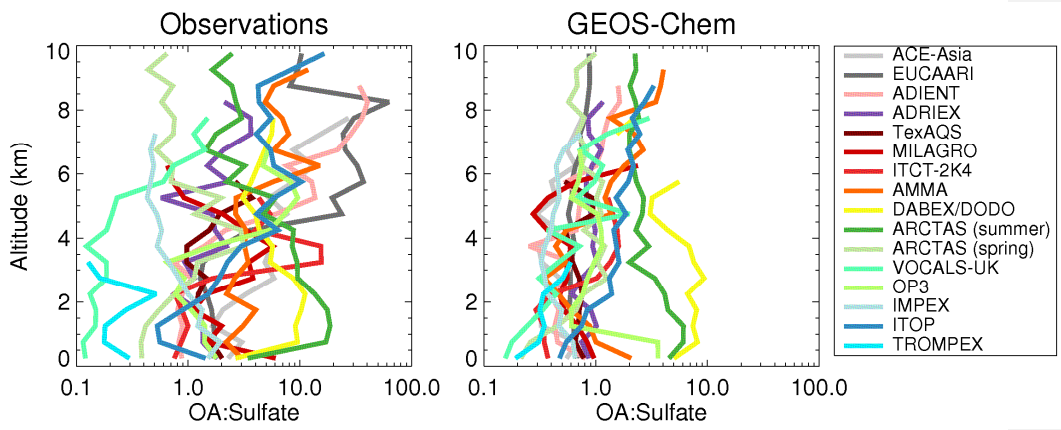 Observations
GEOS-Chem
10
8
6
4
2
0
Altitude (km)
0.1
1.0
10.0
100.0
OA:Sulfate
10
8
6
4
2
0
0.1
1.0
10.0
100.0
OA:Sulfate
ACE-Asia
EUCAARI
ADIENT
ADRIEX
TexAQS
MILAGRO
ITCT-2K4
AMMA
DABEX/DODO
ARCTAS (summer)
ARCTAS (spring)
VOCALS-UK
OP3
IMPEX
ITOP
TROMPEX